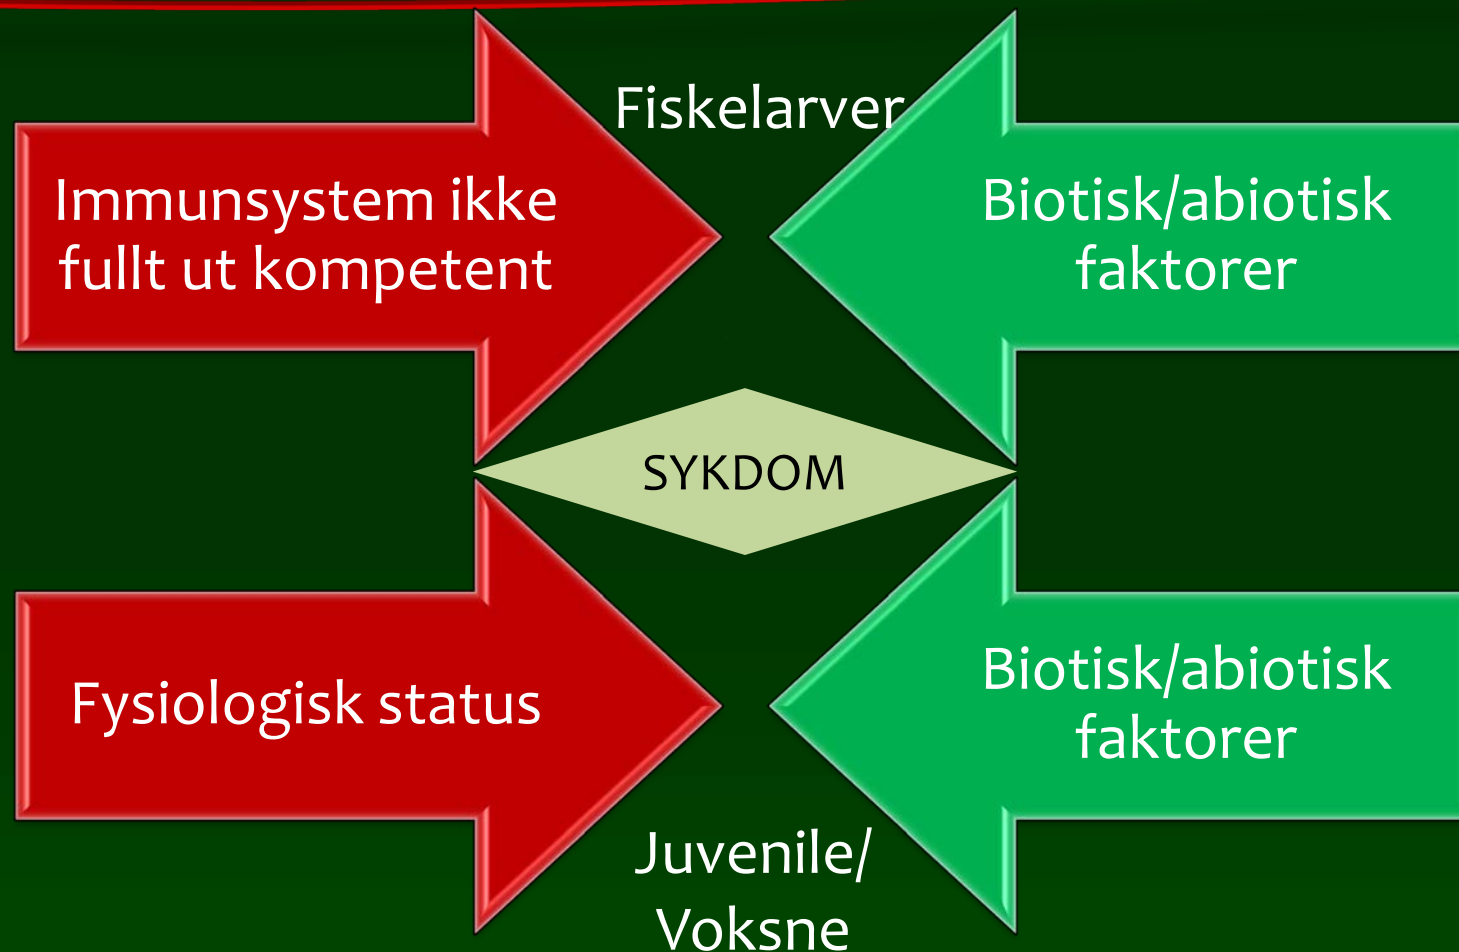 Fiskelarver
Immunsystem ikke
fullt ut kompetent
Biotisk/abiotisk
faktorer
SYKDOM
Fysiologisk status
Biotisk/abiotisk
faktorer
Juvenile/
Voksne